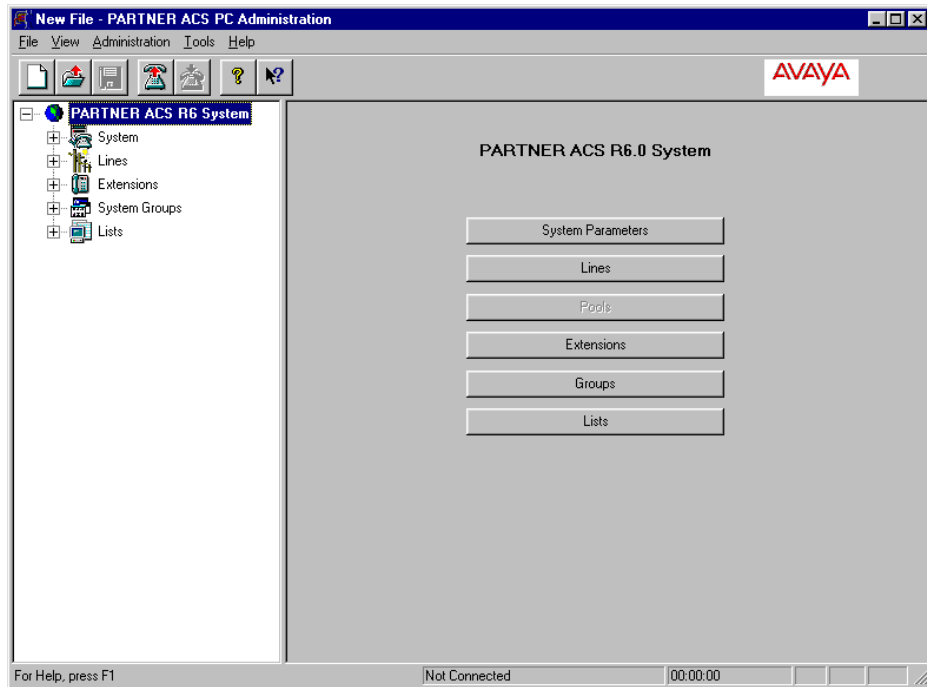 New File - PARTNER ACS PC Administration
File View Administration Tools Help
AVAYA
PARTNER ACS R6 System
System
Lines
Extensions
System Groups
Lists
PARTNER ACS R6.0 System
System Parameters
Lines
Pools
Extensions
Groups
Lists
For Help, press F1
Not Connected
00:00:00